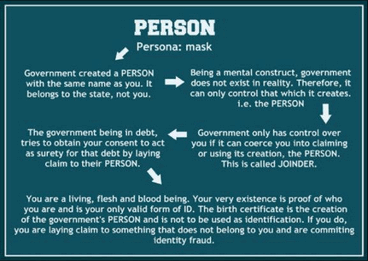 PERSON
Persona: mask
Government created a PERSON
with the same name as you. It
belongs to the state, not you.
Being a mental construct, government
does not exist in reality. Therefore, it
can only control that which it creates.
i.e. the PERSON
Government only has control over
you if it can coerce you into claiming
or using its creation, the PERSON.
This is called JOINDER.
The government being in debt,
tries to obtain your consent to act
as surety for that debt by laying
claim to their PERSON.
You are a living, flesh and blood being. Your very existence is proof of who
you are and is your only valid form of ID. The birth certificate is the creation
of the government's PERSON and is not to be used as identification. If you do,
you are laying claim to something that does not belong to you and are commiting
identity fraud.